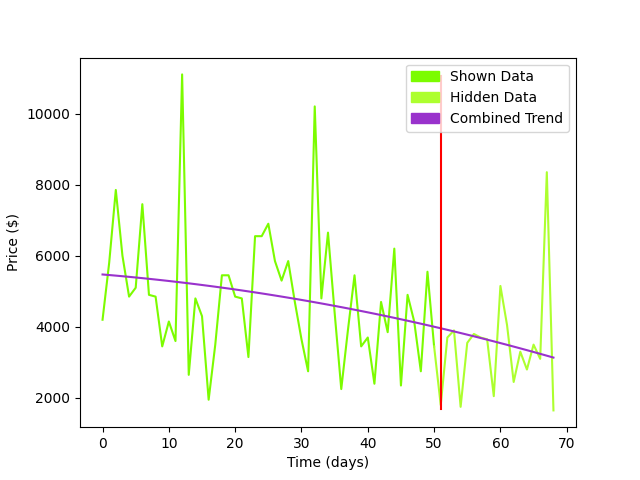 Shown Data
Hidden Data
Combined Trend
Price ($)
10000
8000
6000
4000
2000
0 10 20 30 40 50 60 70
Time (days)